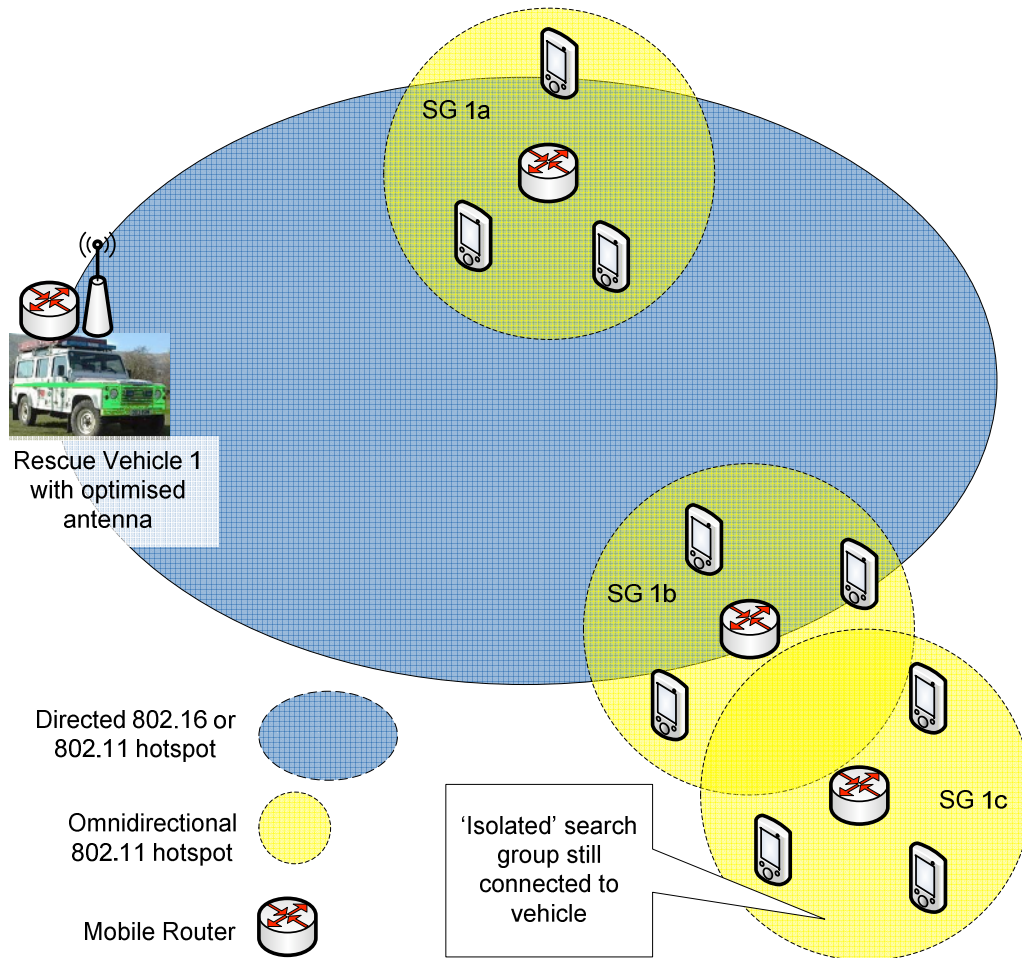 SG 1a
Rescue Vehicle 1
with optimised
antenna
SG 1b
Directed 802.16 or
802.11 hotspot
Omnidirectional
802.11 hotspot
Mobile Router
‘Isolated’ search
group still
connected to
vehicle
SG 1c